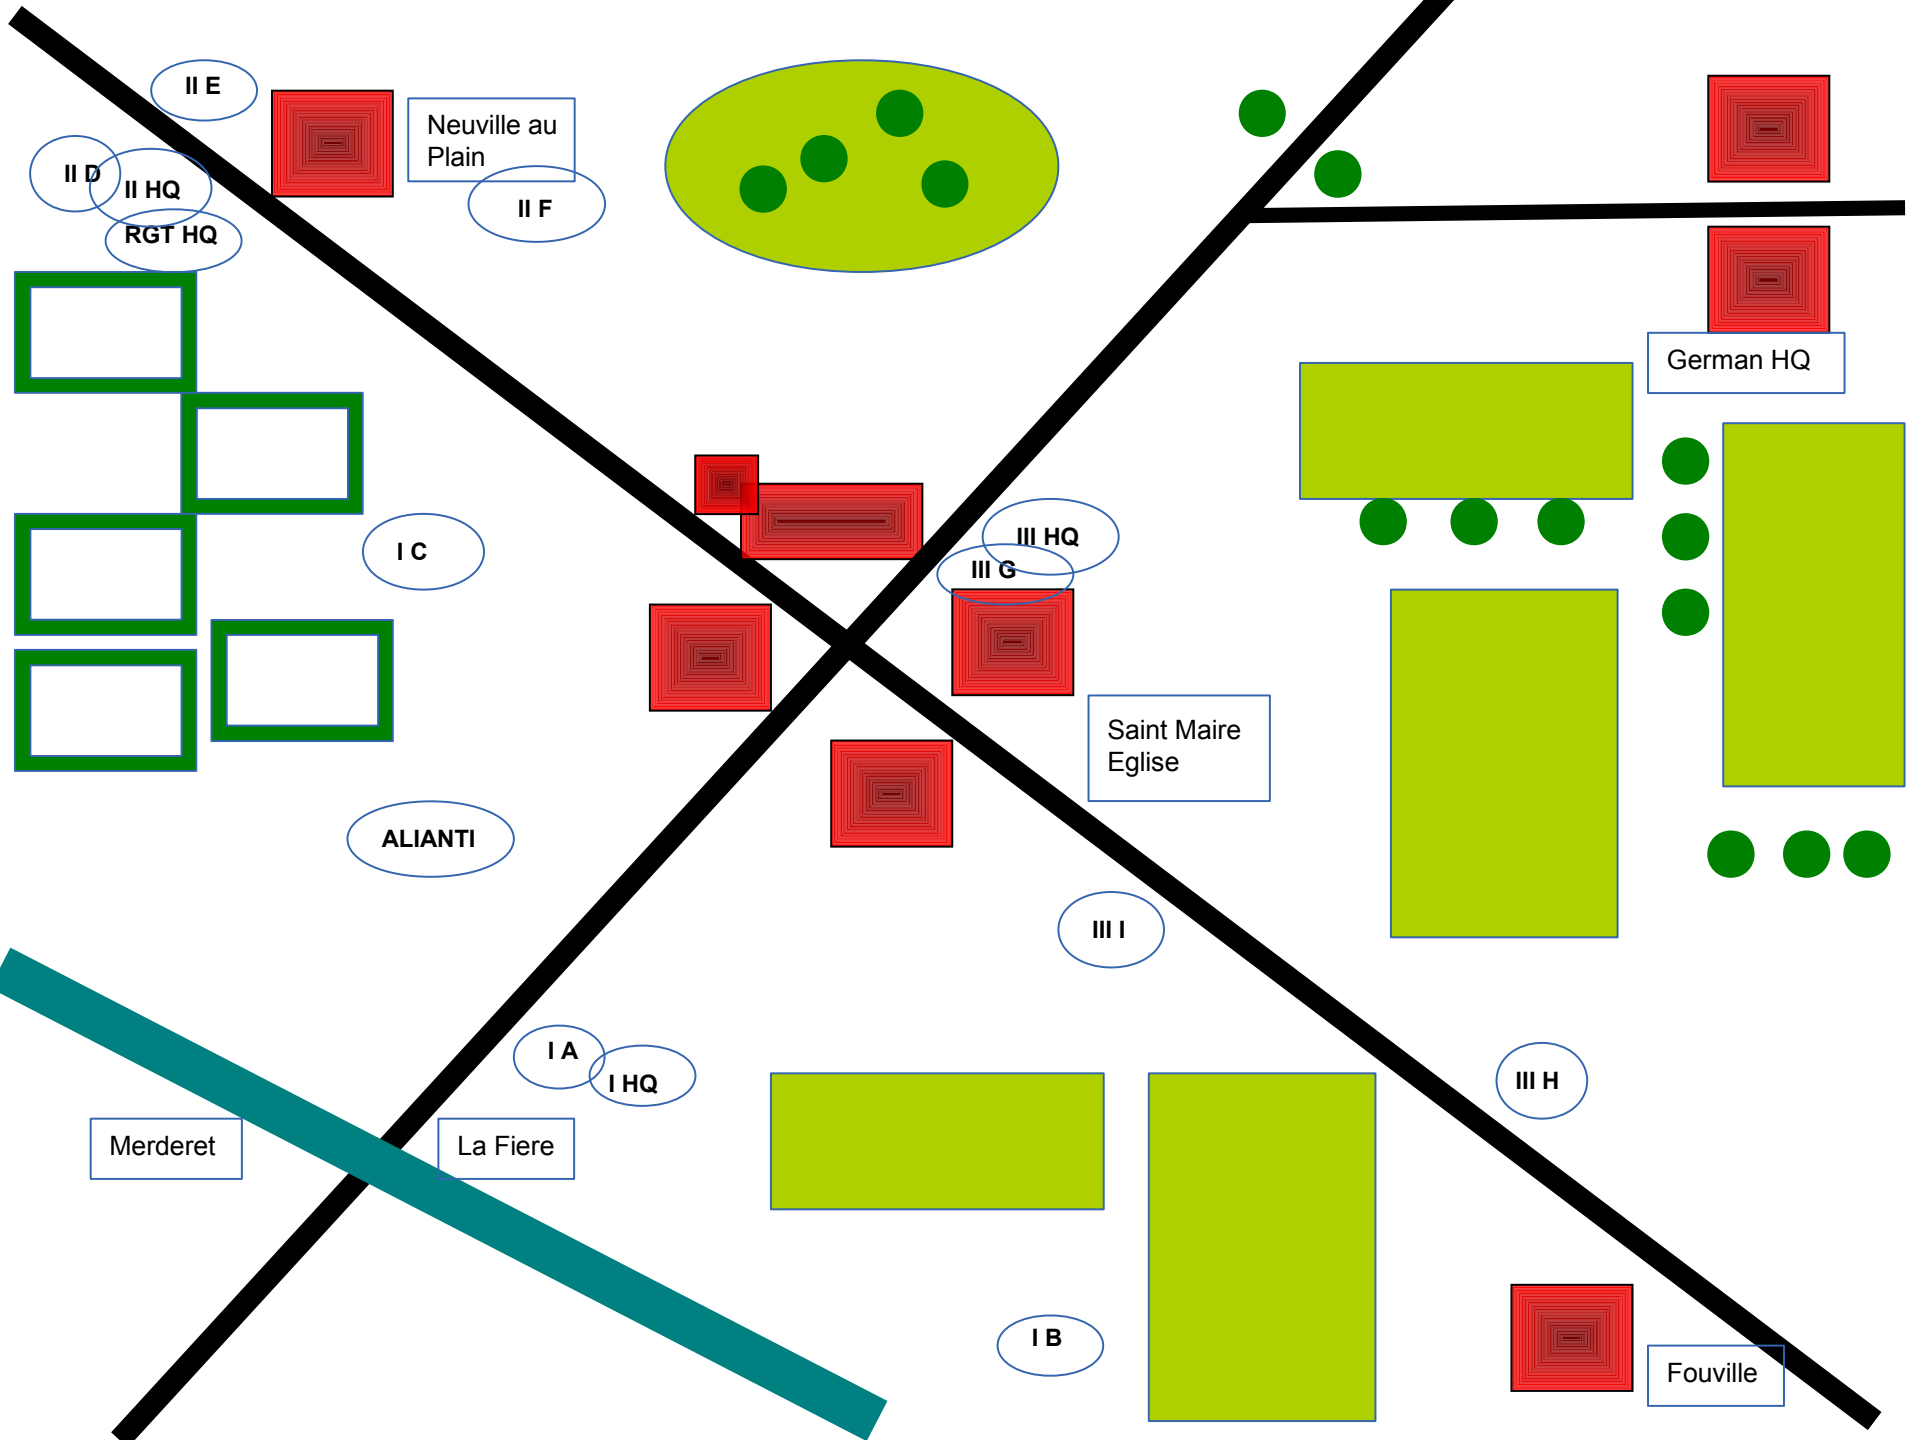 II E
Neuville au
Plain
II D
II HQ
II F
RGT HQ
German HQ
III HQ
I C
III G
Saint Maire
Eglise
ALIANTI
III I
I A
I HQ
III H
Merderet
La Fiere
I B
Fouville